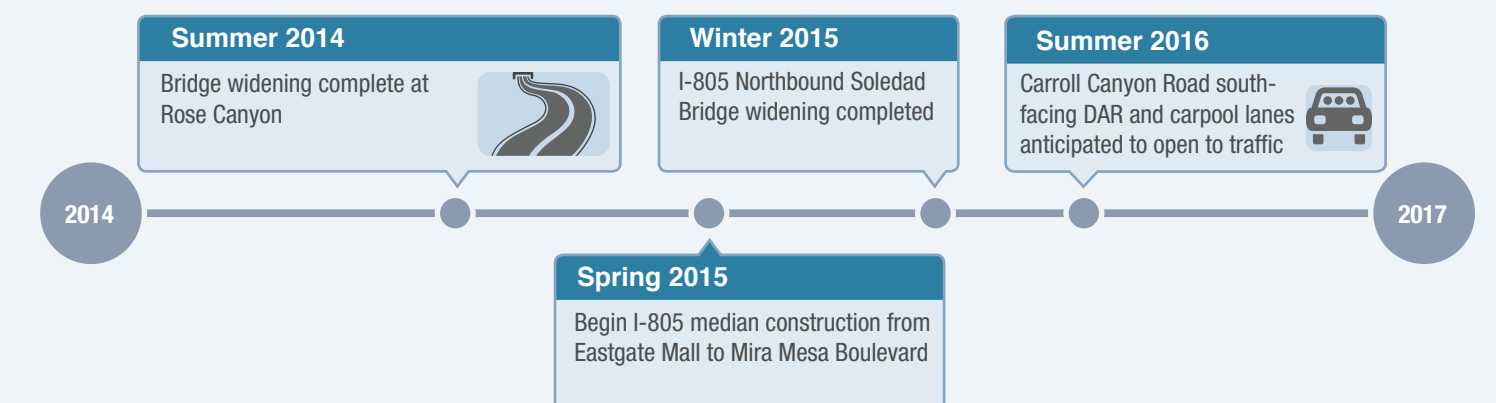 Summer 2014
Bridge widening complete at
Rose Canyon
Winter 2015
I-805 Northbound Soledad
Bridge widening completed
Summer 2016
Carroll Canyon Road south-
facing DAR and carpool lanes
anticipated to open to traffic
2014
2017
Spring 2015
Begin I-805 median construction from
Eastgate Mall to Mira Mesa Boulevard